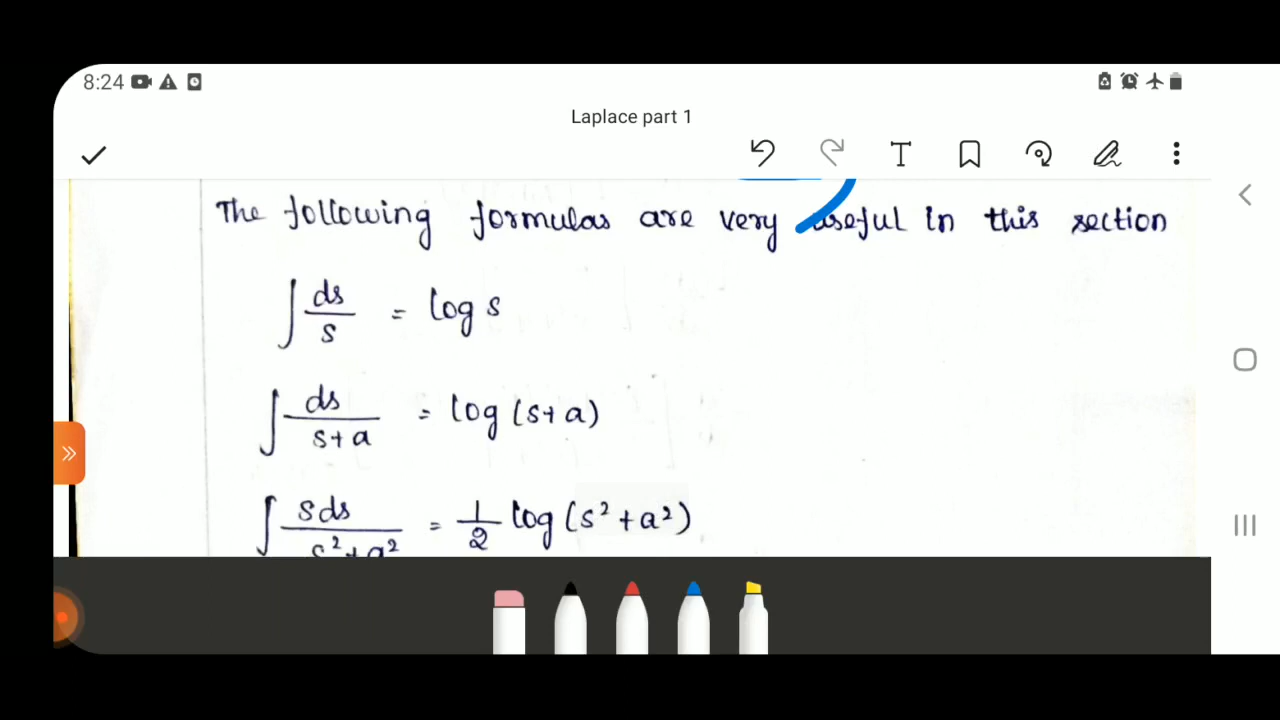 8:24
Laplace part 1
The following formulas are very useful in this section
∫ ds/s = log s
∫ ds/s+a = log (s+a)
∫ sds/s²+a² = 1/2 log (s²+a²)